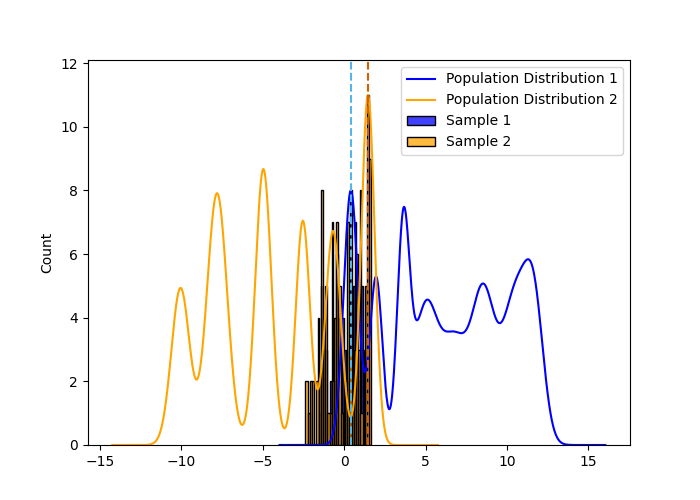 Population Distribution 1
Population Distribution 2
Sample 1
Sample 2
Count
12
10
8
6
4
2
0
−15 −10 −5 0 5 10 15